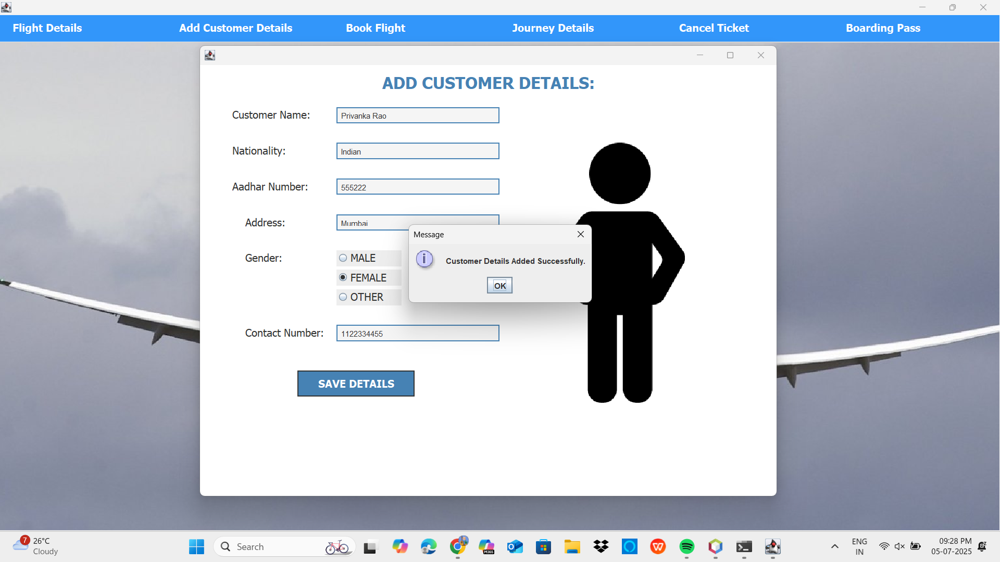 Flight Details Add Customer Details Book Flight Journey Details Cancel Ticket Boarding Pass
ADD CUSTOMER DETAILS:
Customer Name: Privanka Rao
Nationality: Indian
Aadhar Number: 555222
Address: Mumbai
Message
Gender: MALE
Customer Details Added Successfully.
FEMALE
OK
OTHER
Contact Number: 1122334455
SAVE DETAILS
7
26°C
Cloudy
Search
M365
ENG
IN
09:28 PM
05-07-2025